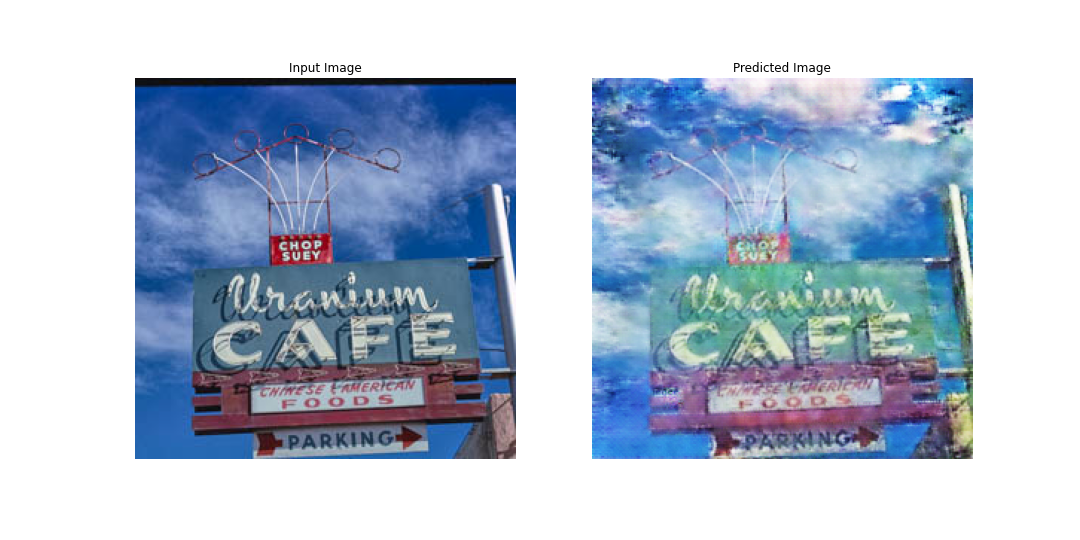 Input Image
Predicted Image
CHOP
SUEY
Uranium
CAFE
CHINESE & AMERICAN
FOODS
PARKING
CHOP
SUEY
Uranium
CAFE
CHINESE & AMERICAN
FOODS
PARKING